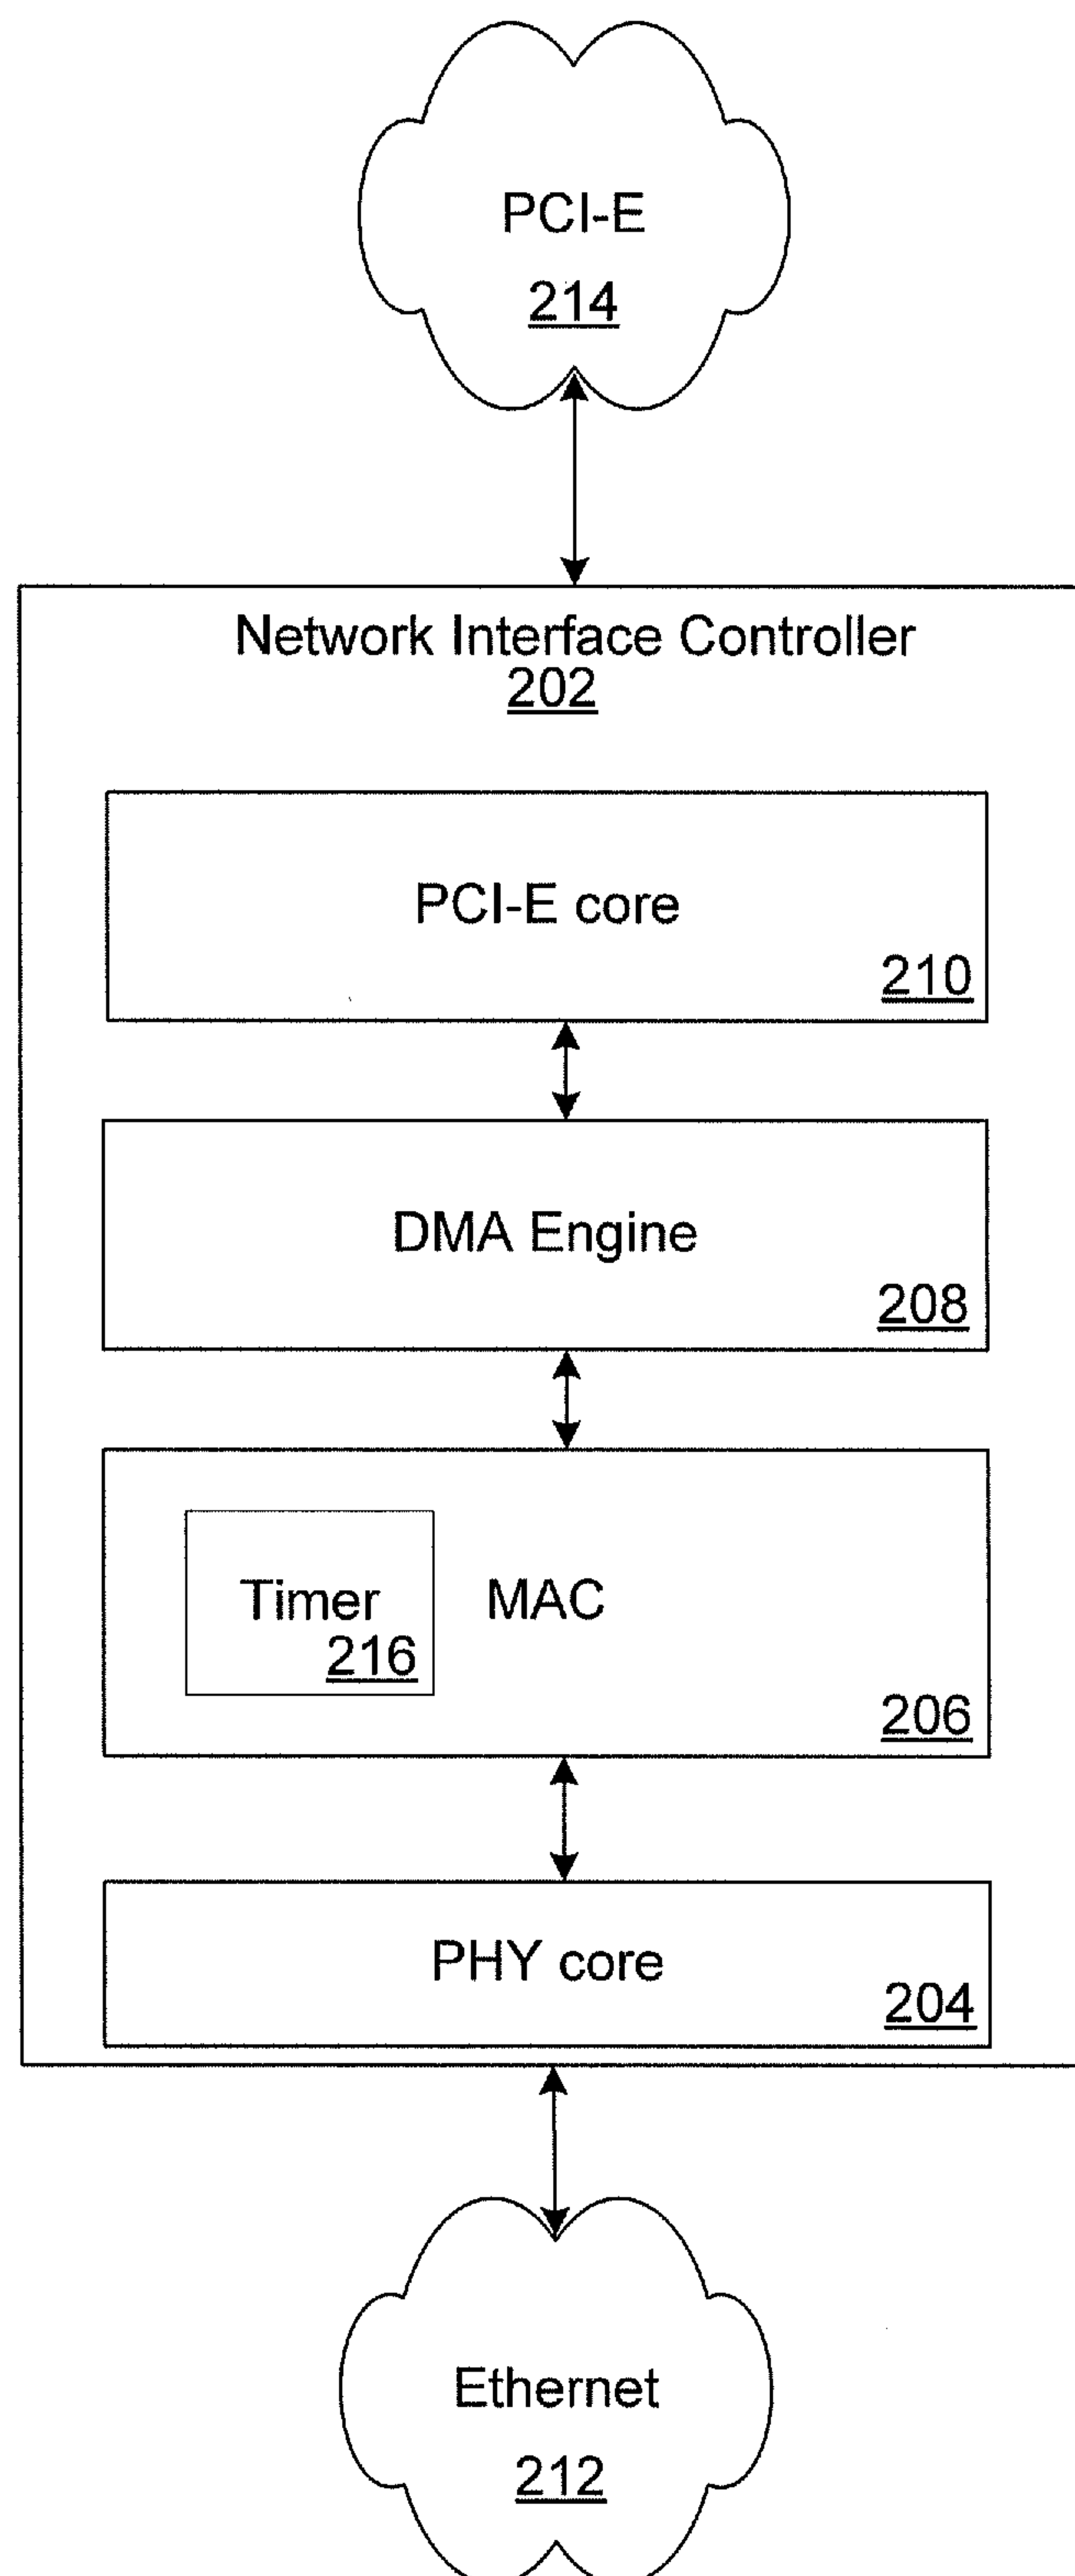 PCI-E
214
Network Interface Controller
202
PCI-E core
210
DMA Engine
208
Timer
216
MAC
206
PHY core
204
Ethernet
212